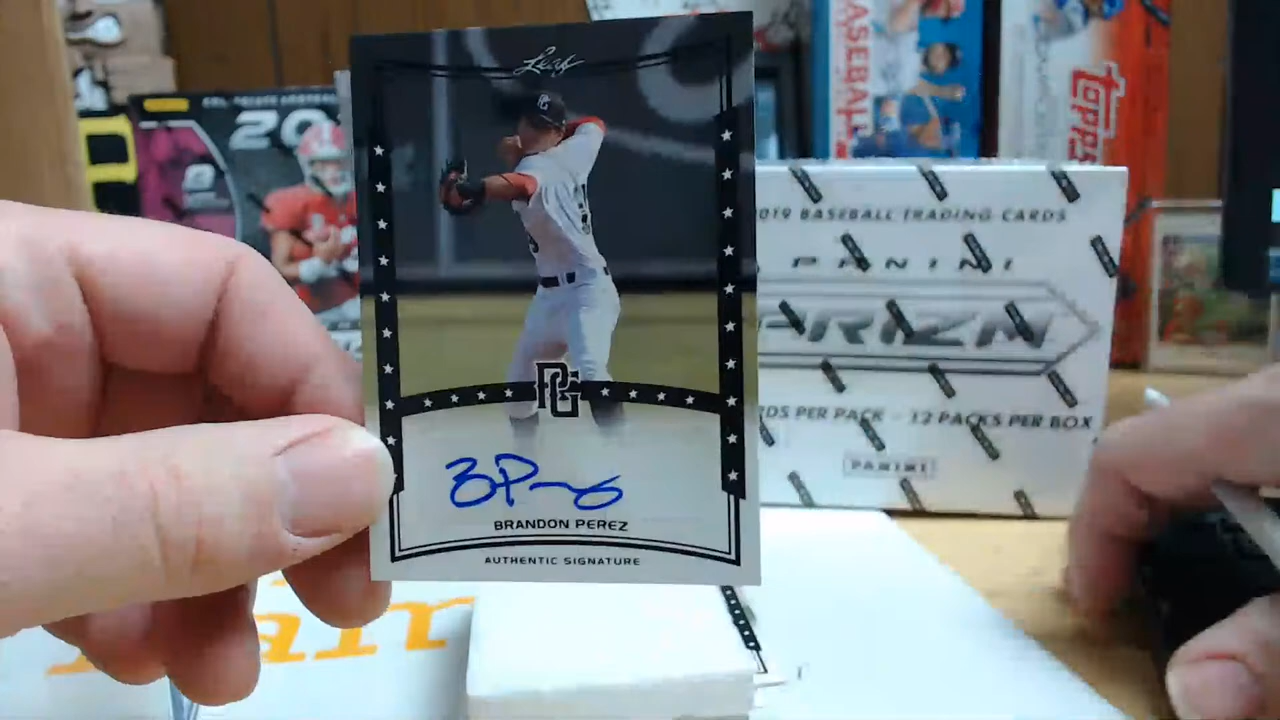 Leaf
PG
PG
BRANDON PEREZ
AUTHENTIC SIGNATURE
20
BASEBALL
TOPPS
2019 BASEBALL TRADING CARDS
PANINI
PRIZM
CARDS PER PACK - 12 PACKS PER BOX
PANINI